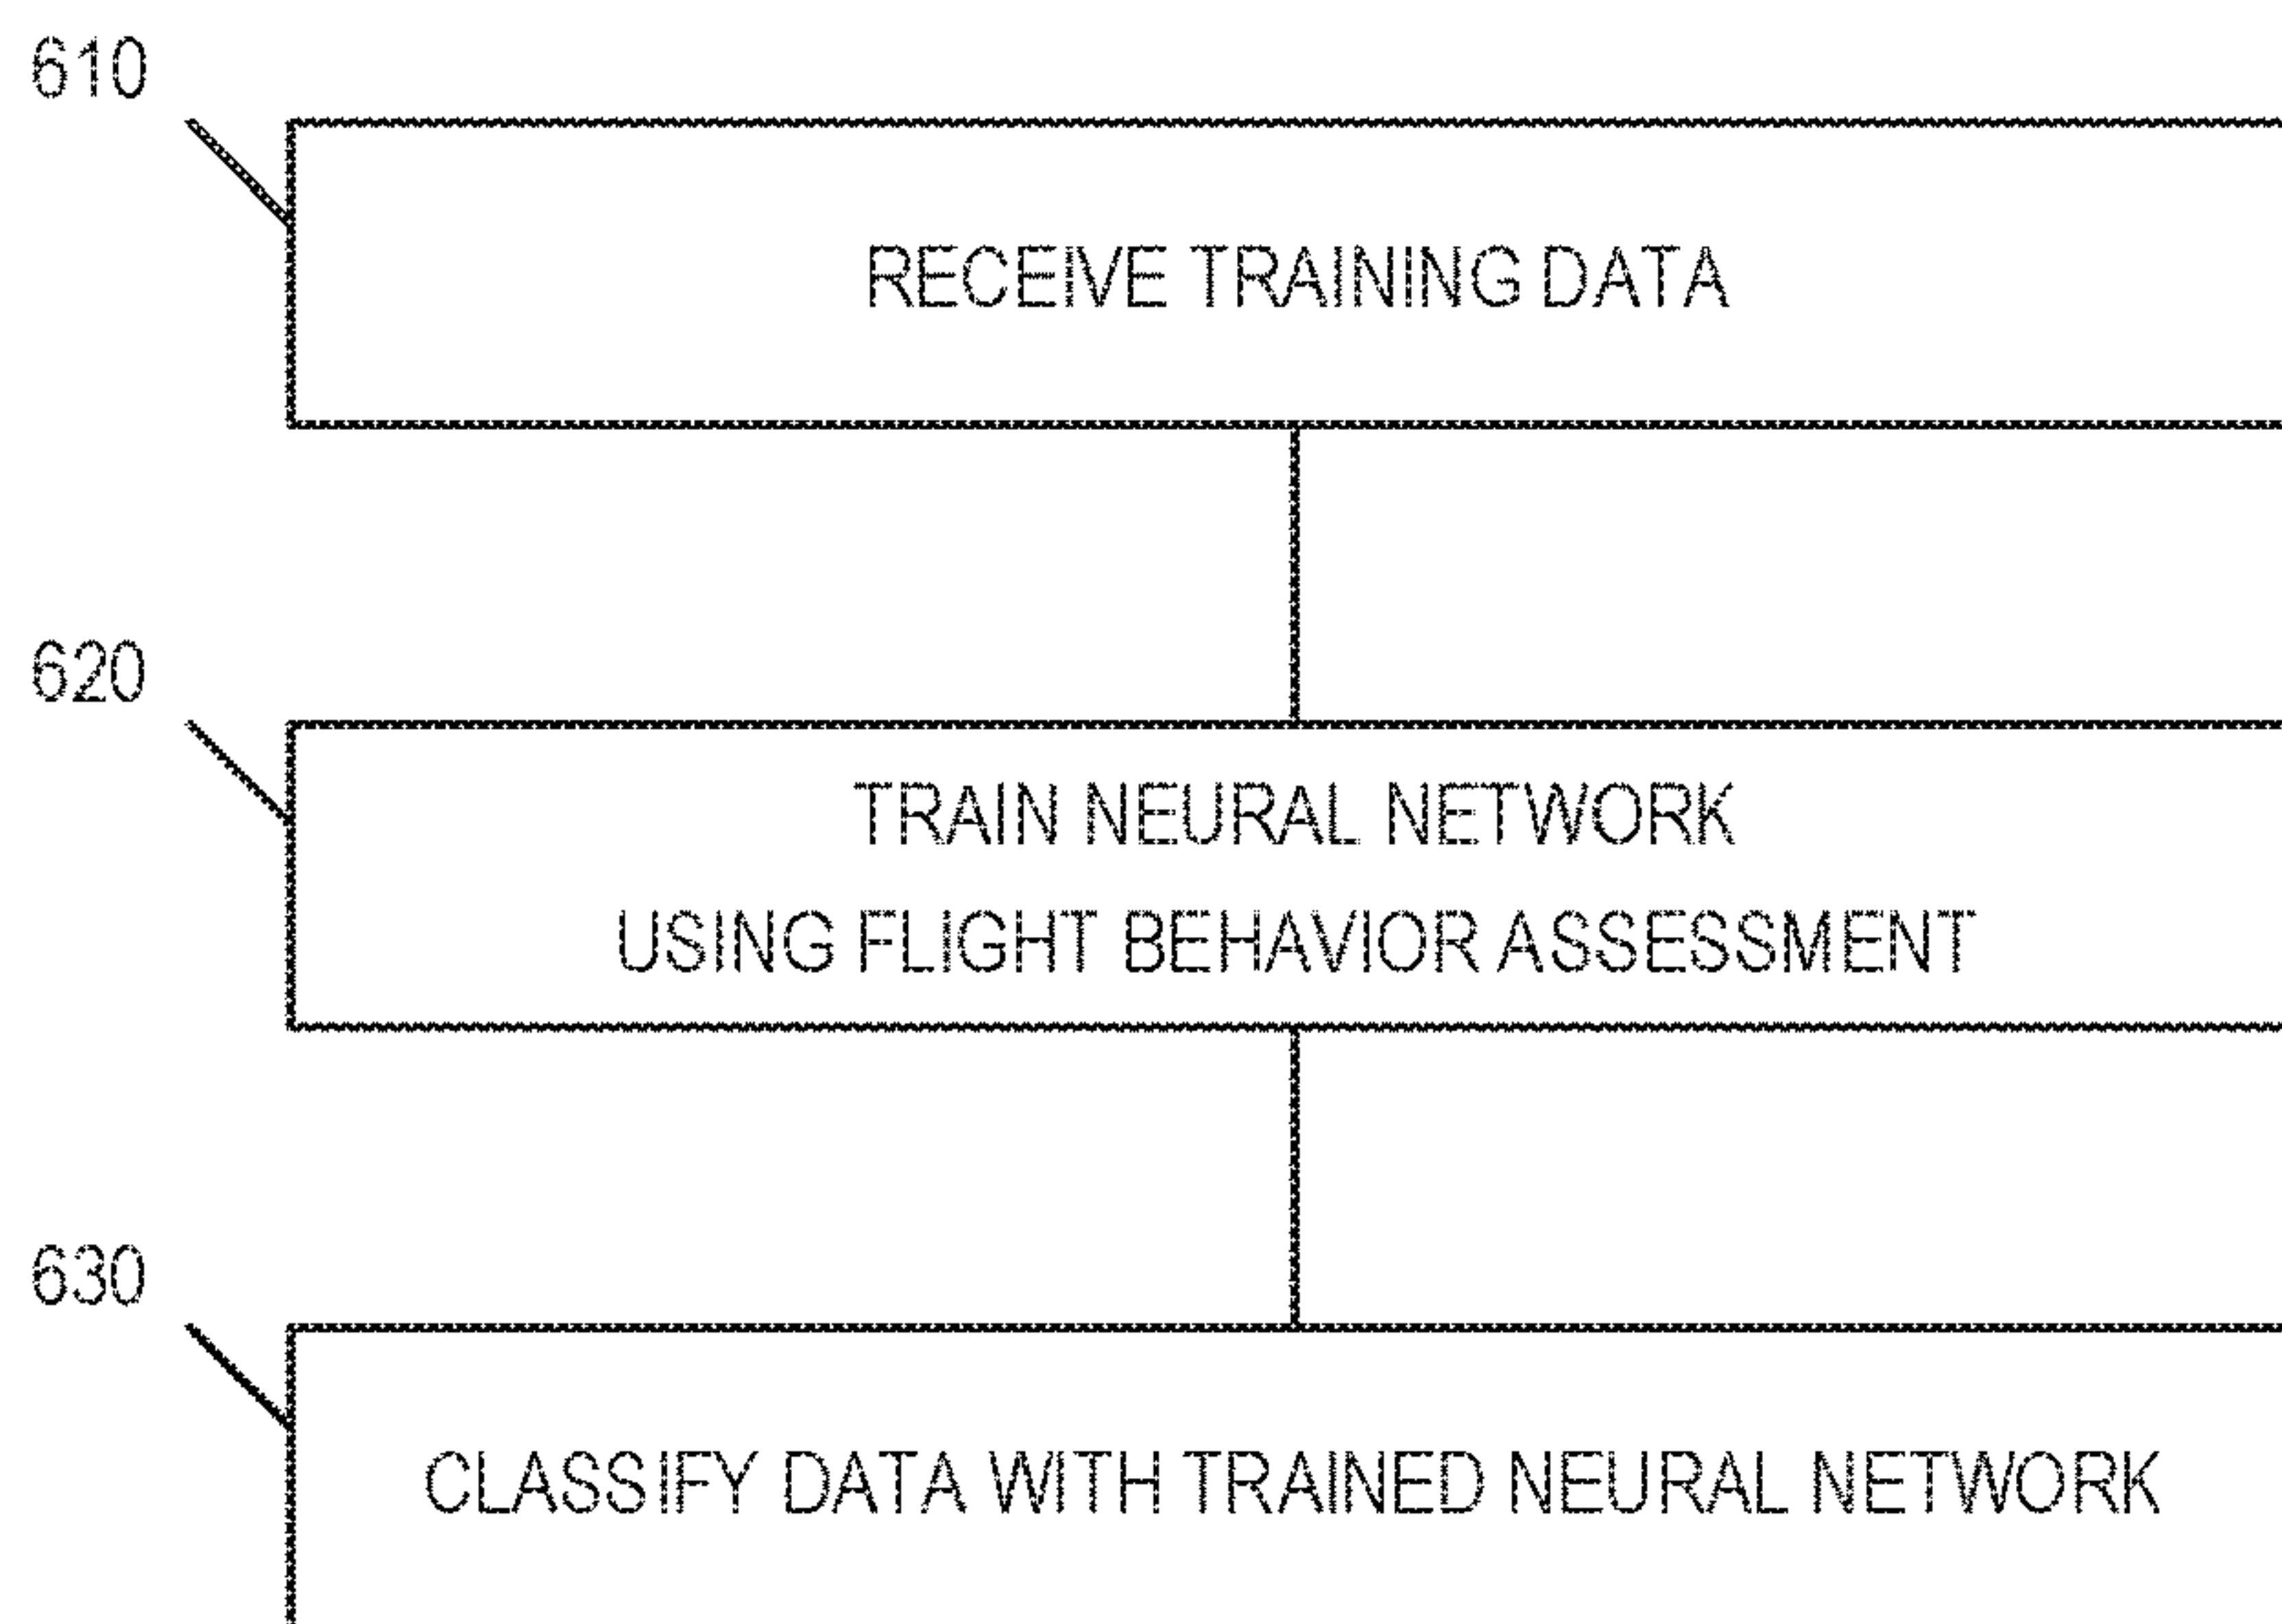 610
RECEIVE TRAINING DATA
620
TRAIN NEURAL NETWORK
USING FLIGHT BEHAVIOR ASSESSMENT
630
CLASSIFY DATA WITH TRAINED NEURAL NETWORK